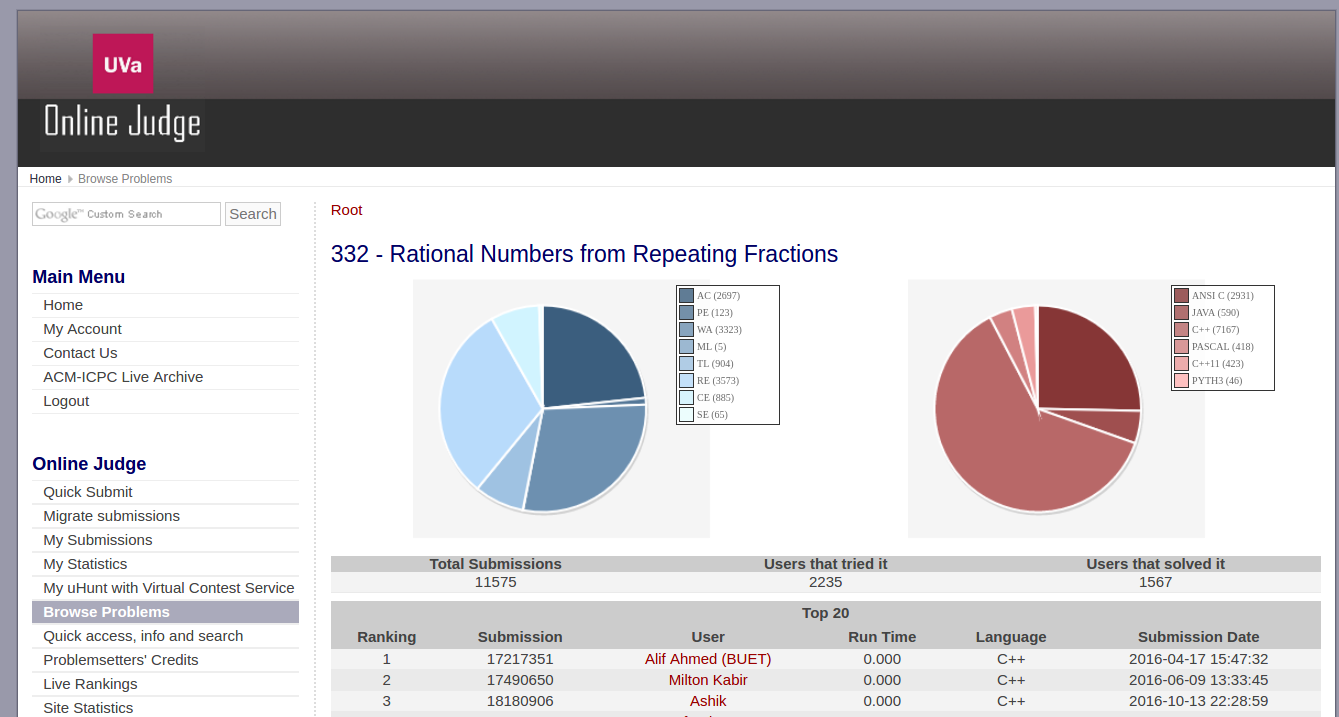 UVa
Online Judge
Home Browse Problems
Google™ Custom Search Search
Main Menu
Home
My Account
Contact Us
ACM-ICPC Live Archive
Logout
Online Judge
Quick Submit
Migrate submissions
My Submissions
My Statistics
My uHunt with Virtual Contest Service
Browse Problems
Quick access, info and search
Problemsetters' Credits
Live Rankings
Site Statistics
Root
332 - Rational Numbers from Repeating Fractions
AC (2697)
PE (123)
WA (3323)
ML (5)
TL (904)
RE (3573)
CE (885)
SE (65)
ANSI C (2931)
JAVA (590)
C++ (7167)
PASCAL (418)
C++11 (423)
PYTH3 (46)
Total Submissions Users that tried it Users that solved it
11575 2235 1567
Top 20
Ranking Submission User Run Time Language Submission Date
1 17217351 Alif Ahmed (BUET) 0.000 C++ 2016-04-17 15:47:32
2 17490650 Milton Kabir 0.000 C++ 2016-06-09 13:33:45
3 18180906 Ashik 0.000 C++ 2016-10-13 22:28:59